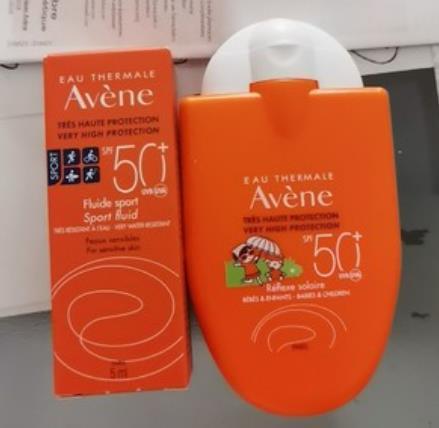 EAU THERMALE
Avène
TRÈS HAUTE PROTECTION
VERY HIGH PROTECTION
SPORT
SPF 50+
UVB-UVA
Fluide sport
Sport fluid
TRÈS RÉSISTANT À L'EAU - VERY WATER RESISTANT
Peaux sensibles
For sensitive skin
PARIS
5 ml
EAU THERMALE
Avène
TRÈS HAUTE PROTECTION
VERY HIGH PROTECTION
SPF 50+
UVB-UVA
Réflexe solaire
BÉBÉS & ENFANTS - BABIES & CHILDREN
PARIS